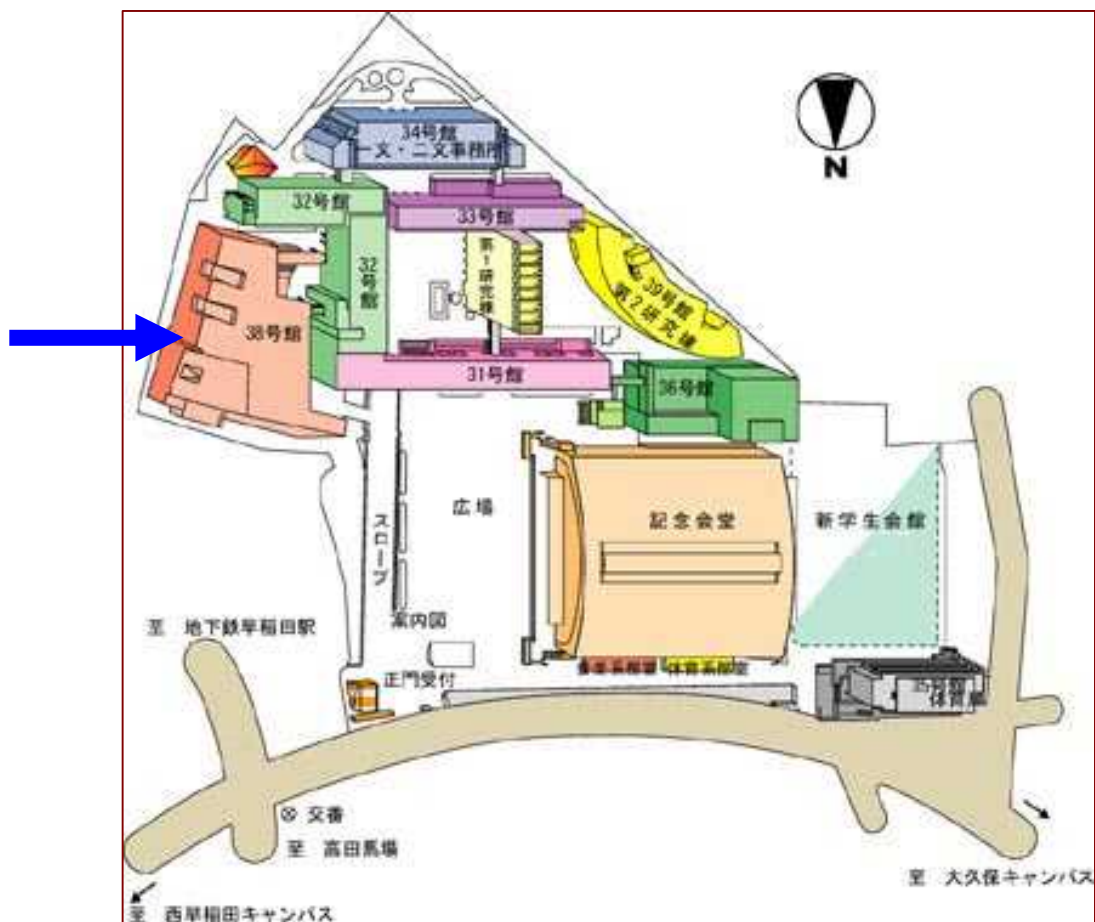 34号館
一文・二文事務所
N
32号館
33号館
第1研究棟
32号館
39号館
第2研究棟
38号館
31号館
36号館
広場
記念会堂
新学生会館
スロープ
案内図
至 地下鉄早稲田駅
正門受付
体育系部室
交番
至 高田馬場
至 大久保キャンパス
至 西早稲田キャンパス